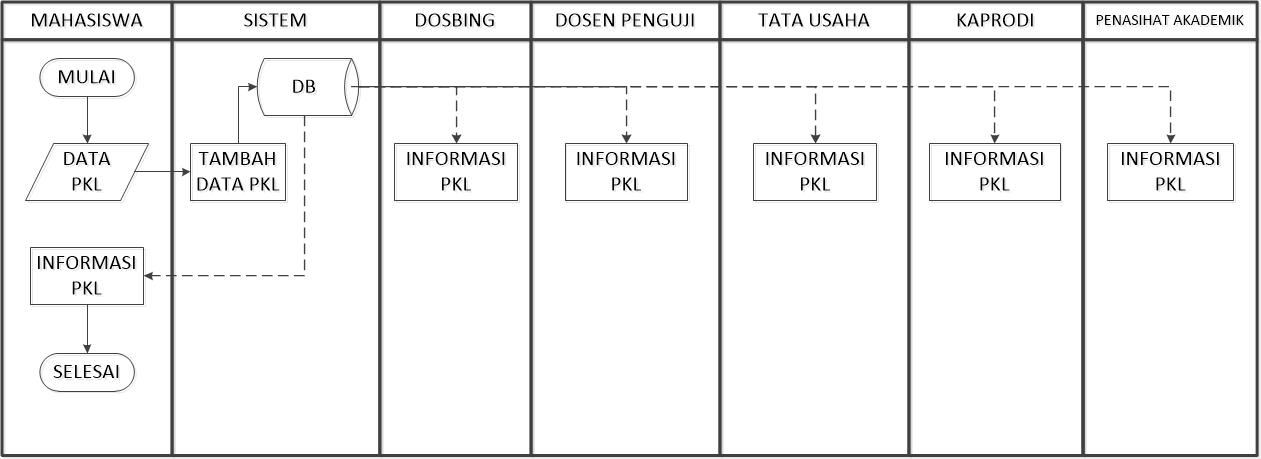 MAHASISWA
SISTEM
DOSBING
DOSEN PENGUJI
TATA USAHA
KAPRODI
PENASIHAT AKADEMIK
MULAI
DB
DATA
PKL
TAMBAH
DATA PKL
INFORMASI
PKL
INFORMASI
PKL
INFORMASI
PKL
INFORMASI
PKL
INFORMASI
PKL
INFORMASI
PKL
SELESAI